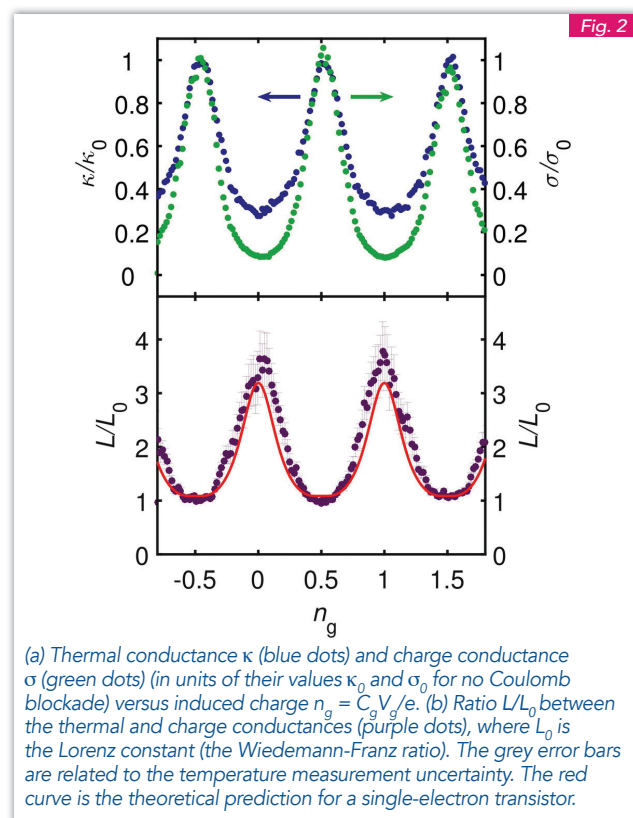 Fig. 2
1
0.8
0.6
0.4
0.2
0
κ/κ0
1
0.8
0.6
0.4
0.2
0
σ/σ0
4
3
2
1
0
L/L0
4
3
2
1
0
L/L0
-0.5 0 0.5 1 1.5
ng
(a) Thermal conductance κ (blue dots) and charge conductance
σ (green dots) (in units of their values κ0 and σ0 for no Coulomb
blockade) versus induced charge ng = CgVg/e. (b) Ratio L/L0 between
the thermal and charge conductances (purple dots), where L0 is
the Lorenz constant (the Wiedemann-Franz ratio). The grey error bars
are related to the temperature measurement uncertainty. The red
curve is the theoretical prediction for a single-electron transistor.